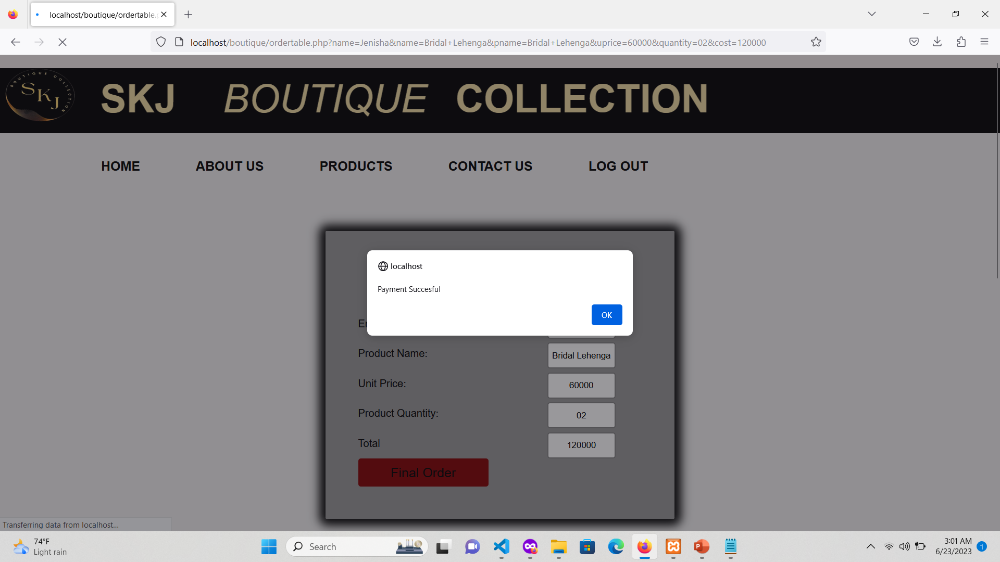 localhost/boutique/ordertable.p
localhost/boutique/ordertable.php?name=Jenisha&name=Bridal+Lehenga&pname=Bridal+Lehenga&uprice=60000&quantity=02&cost=120000
BOUTIQUE COLLECTION
SKJ
SKJ BOUTIQUE COLLECTION
HOME ABOUT US PRODUCTS CONTACT US LOG OUT
localhost
Payment Succesful
OK
Product Name: Bridal Lehenga
Unit Price: 60000
Product Quantity: 02
Total 120000
Final Order
Transferring data from localhost...
74°F
Light rain
Search
3:01 AM
6/23/2023
1